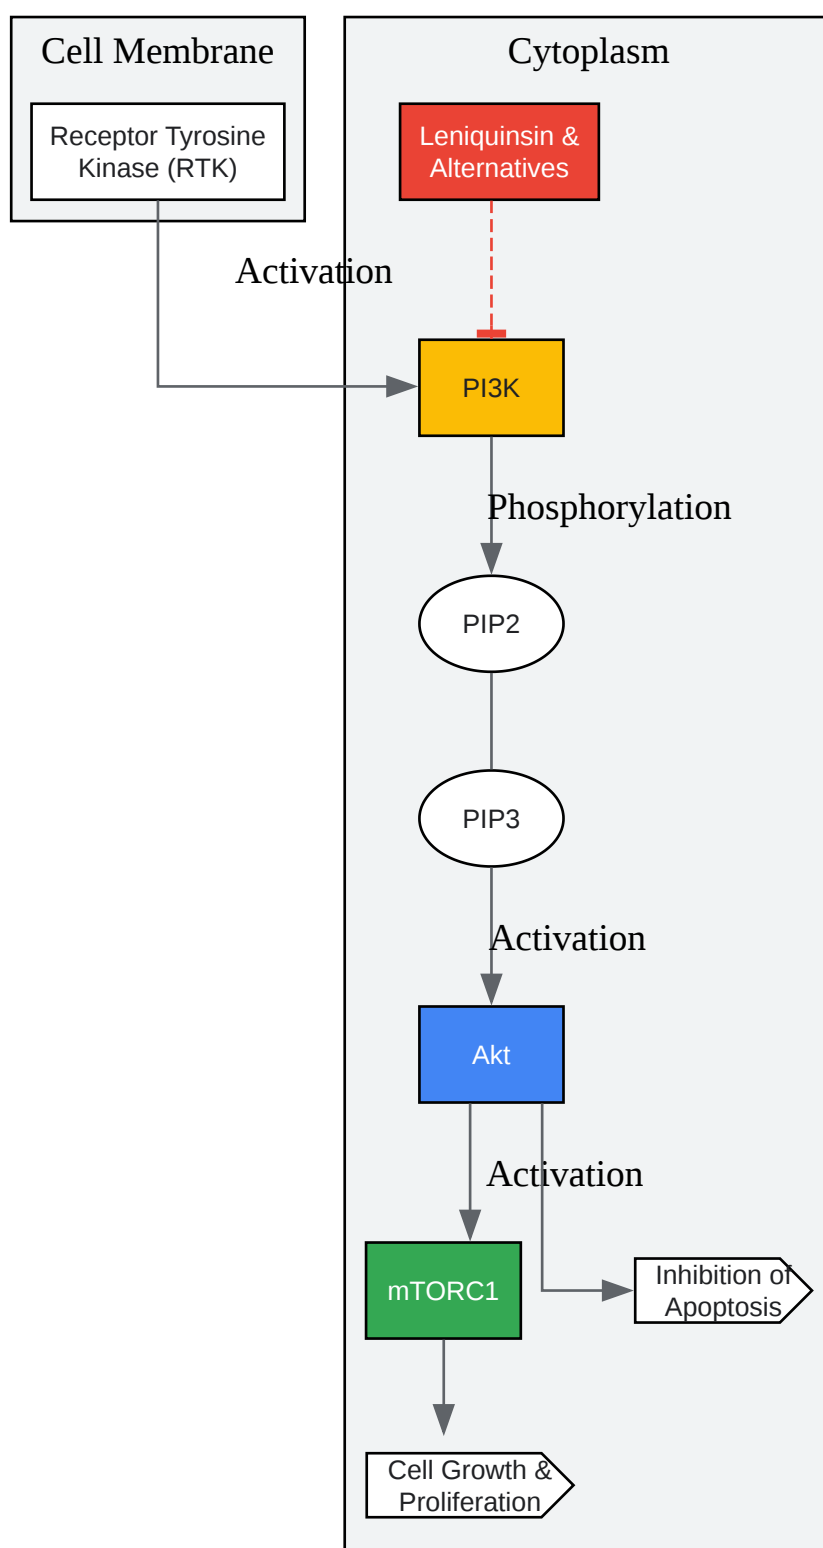 Cell Membrane
Cytoplasm
Receptor Tyrosine
Kinase (RTK)
Leniquinsin &
Alternatives
Activation
PI3K
Phosphorylation
PIP2
PIP3
Activation
Akt
Activation
mTORC1
Inhibition of
Apoptosis
Cell Growth &
Proliferation